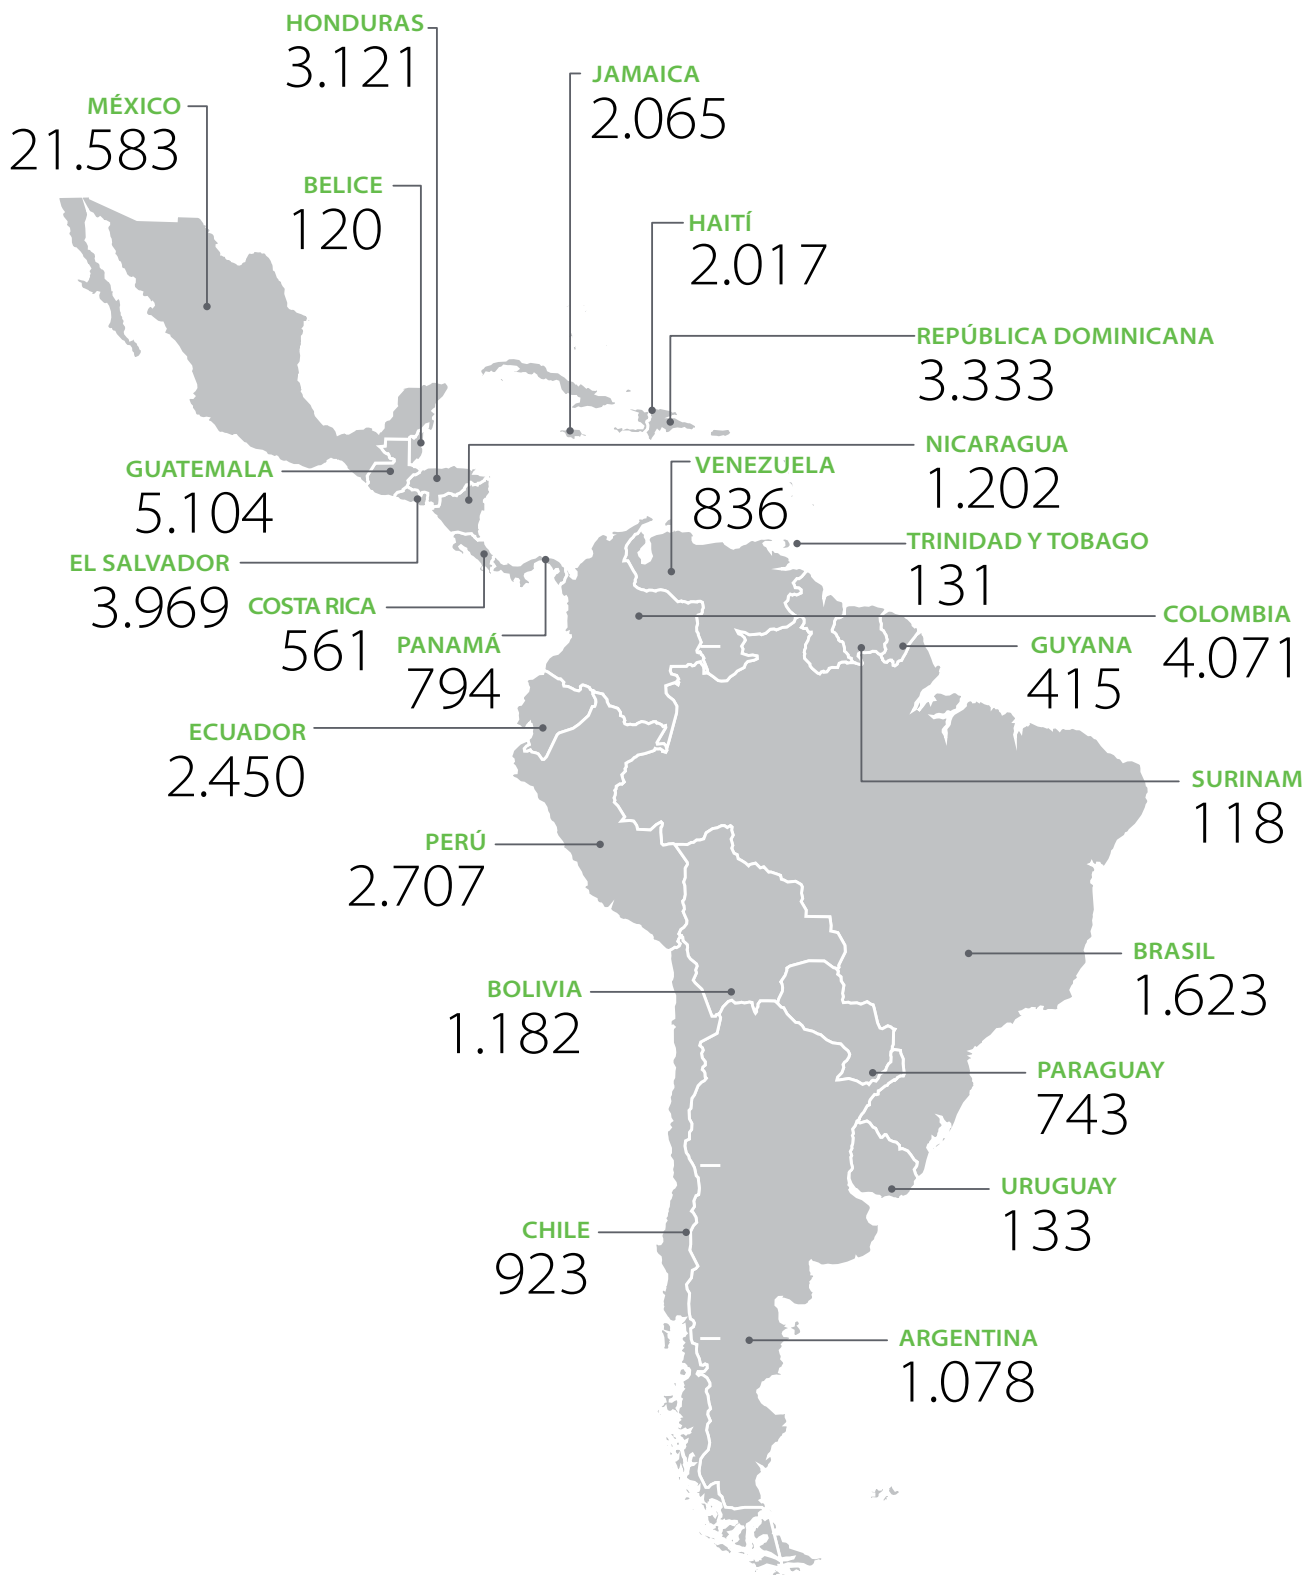 HONDURAS
3.121
JAMAICA
2.065
MÉXICO
21.583
BELICE
120
HAITÍ
2.017
REPÚBLICA DOMINICANA
3.333
NICARAGUA
1.202
GUATEMALA
5.104
VENEZUELA
836
TRINIDAD Y TOBAGO
131
EL SALVADOR
3.969
COSTA RICA
561
COLOMBIA
4.071
PANAMÁ
794
GUYANA
415
ECUADOR
2.450
SURINAM
118
PERÚ
2.707
BRASIL
1.623
BOLIVIA
1.182
PARAGUAY
743
URUGUAY
133
CHILE
923
ARGENTINA
1.078